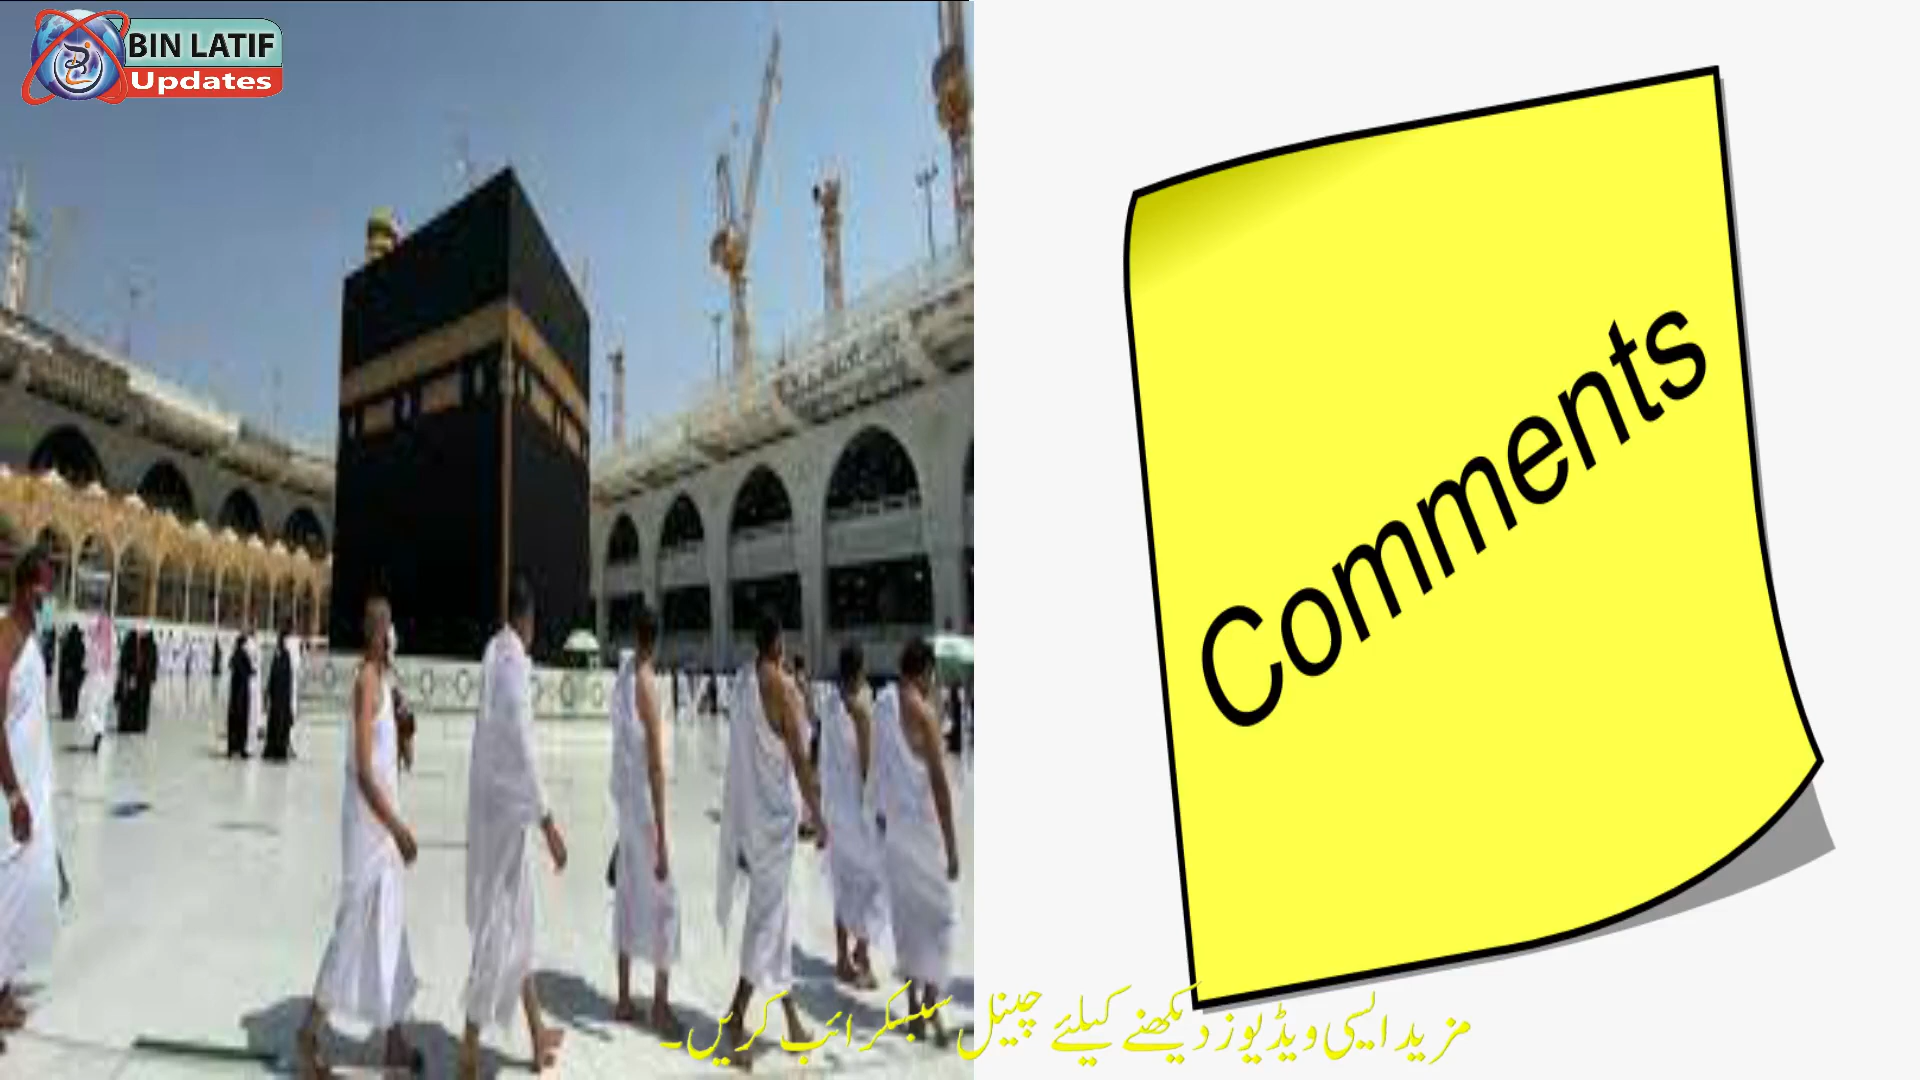 BIN LATIF
Updates
Comments
مزید ایسی ویڈیوز دیکھنے کیلئے چینل سبسکرائب کریں۔